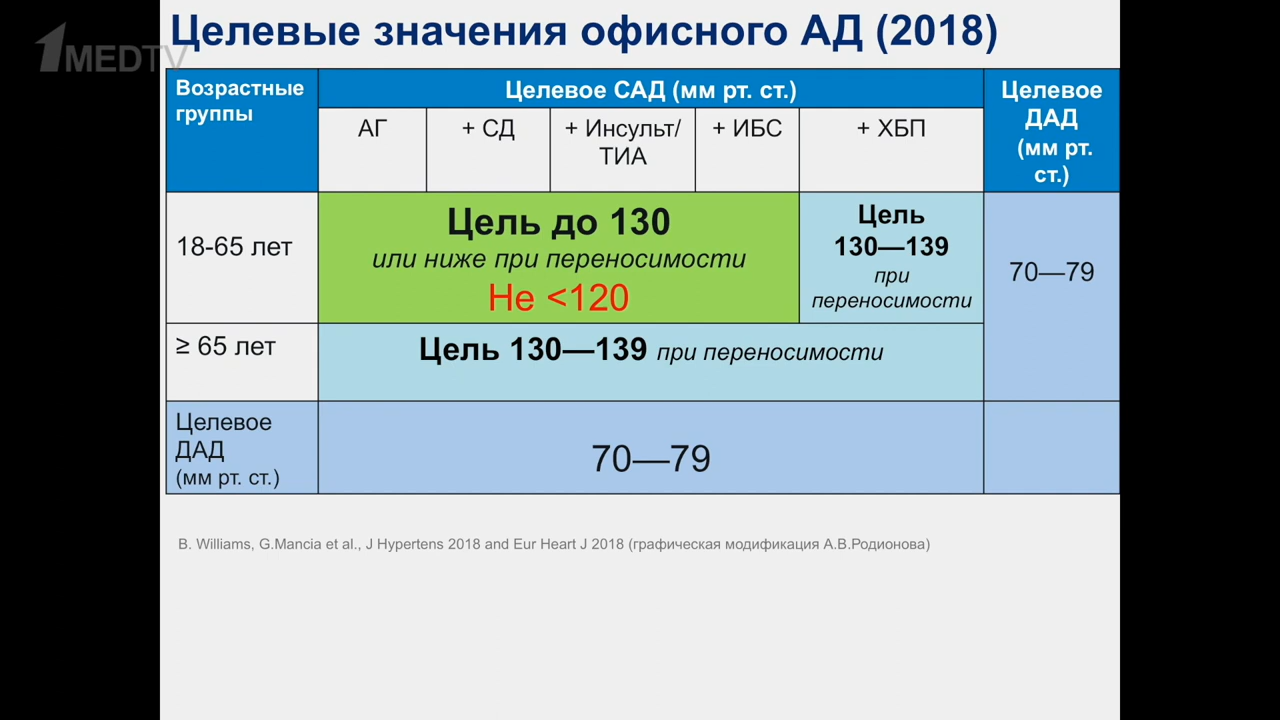 1MEDTV
Целевые значения офисного АД (2018)
Возрастные
группы
Целевое САД (мм рт. ст.)
Целевое
ДАД
(мм рт.
ст.)
АГ
+ СД
+ Инсульт/
ТИА
+ ИБС
+ ХБП
18-65 лет
Цель до 130
или ниже при переносимости
Не <120
Цель
130—139
при
переносимости
70—79
≥ 65 лет
Цель 130—139 при переносимости
Целевое
ДАД
(мм рт. ст.)
70—79
B. Williams, G.Mancia et al., J Hypertens 2018 and Eur Heart J 2018 (графическая модификация А.В.Родионова)